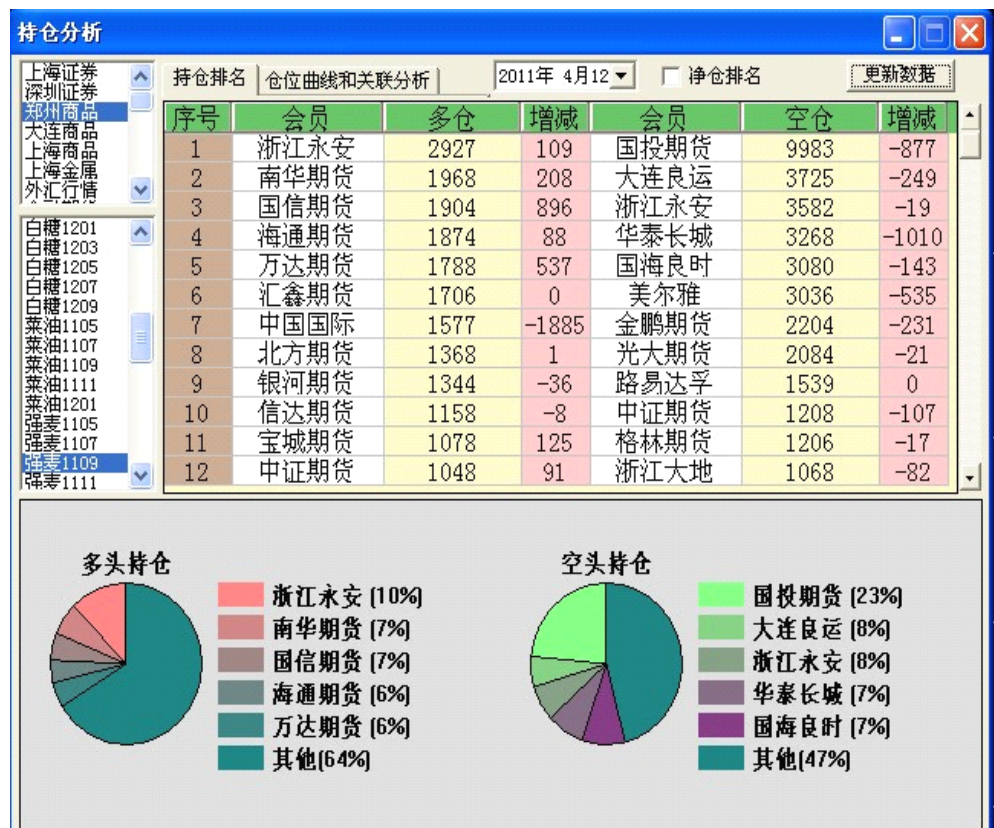 持仓分析
上海证券
深圳证券
郑州商品
大连商品
上海商品
上海金属
外汇行情
白糖1201
白糖1203
白糖1205
白糖1207
白糖1209
菜油1105
菜油1107
菜油1109
菜油1111
菜油1201
强麦1105
强麦1107
强麦1109
强麦1111
持仓排名 仓位曲线和关联分析 2011年 4月12 净仓排名 更新数据
序号 会员 多仓 增减 会员 空仓 增减
1 浙江永安 2927 109 国投期货 9983 -877
2 南华期货 1968 208 大连良运 3725 -249
3 国信期货 1904 896 浙江永安 3582 -19
4 海通期货 1874 88 华泰长城 3268 -1010
5 万达期货 1788 537 国海良时 3080 -143
6 汇鑫期货 1706 0 美尔雅 3036 -535
7 中国国际 1577 -1885 金鹏期货 2204 -231
8 北方期货 1368 1 光大期货 2084 -21
9 银河期货 1344 -36 路易达孚 1539 0
10 信达期货 1158 -8 中证期货 1208 -107
11 宝城期货 1078 125 格林期货 1206 -17
12 中证期货 1048 91 浙江大地 1068 -82
多头持仓
浙江永安 (10%)
南华期货 (7%)
国信期货 (7%)
海通期货 (6%)
万达期货 (6%)
其他(64%)
空头持仓
国投期货 (23%)
大连良运 (8%)
浙江永安 (8%)
华泰长城 (7%)
国海良时 (7%)
其他(47%)